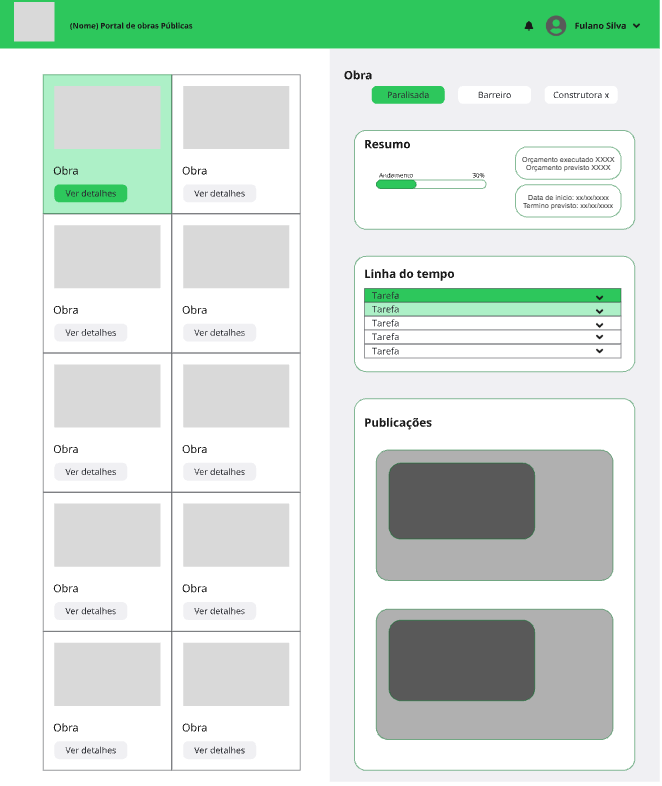 (Nome) Portal de obras Públicas
Fulano Silva
Obra
Ver detalhes
Obra
Ver detalhes
Obra
Ver detalhes
Obra
Ver detalhes
Obra
Ver detalhes
Obra
Ver detalhes
Obra
Ver detalhes
Obra
Ver detalhes
Obra
Ver detalhes
Obra
Ver detalhes
Obra
Paralisada
Barreiro
Construtora x
Resumo
Andamento 30%
Orçamento executado XXXX
Orçamento previsto XXXX
Data de inicio: xx/xx/xxxx
Termino previsto: xx/xx/xxxx
Linha do tempo
Tarefa
Tarefa
Tarefa
Tarefa
Tarefa
Publicações